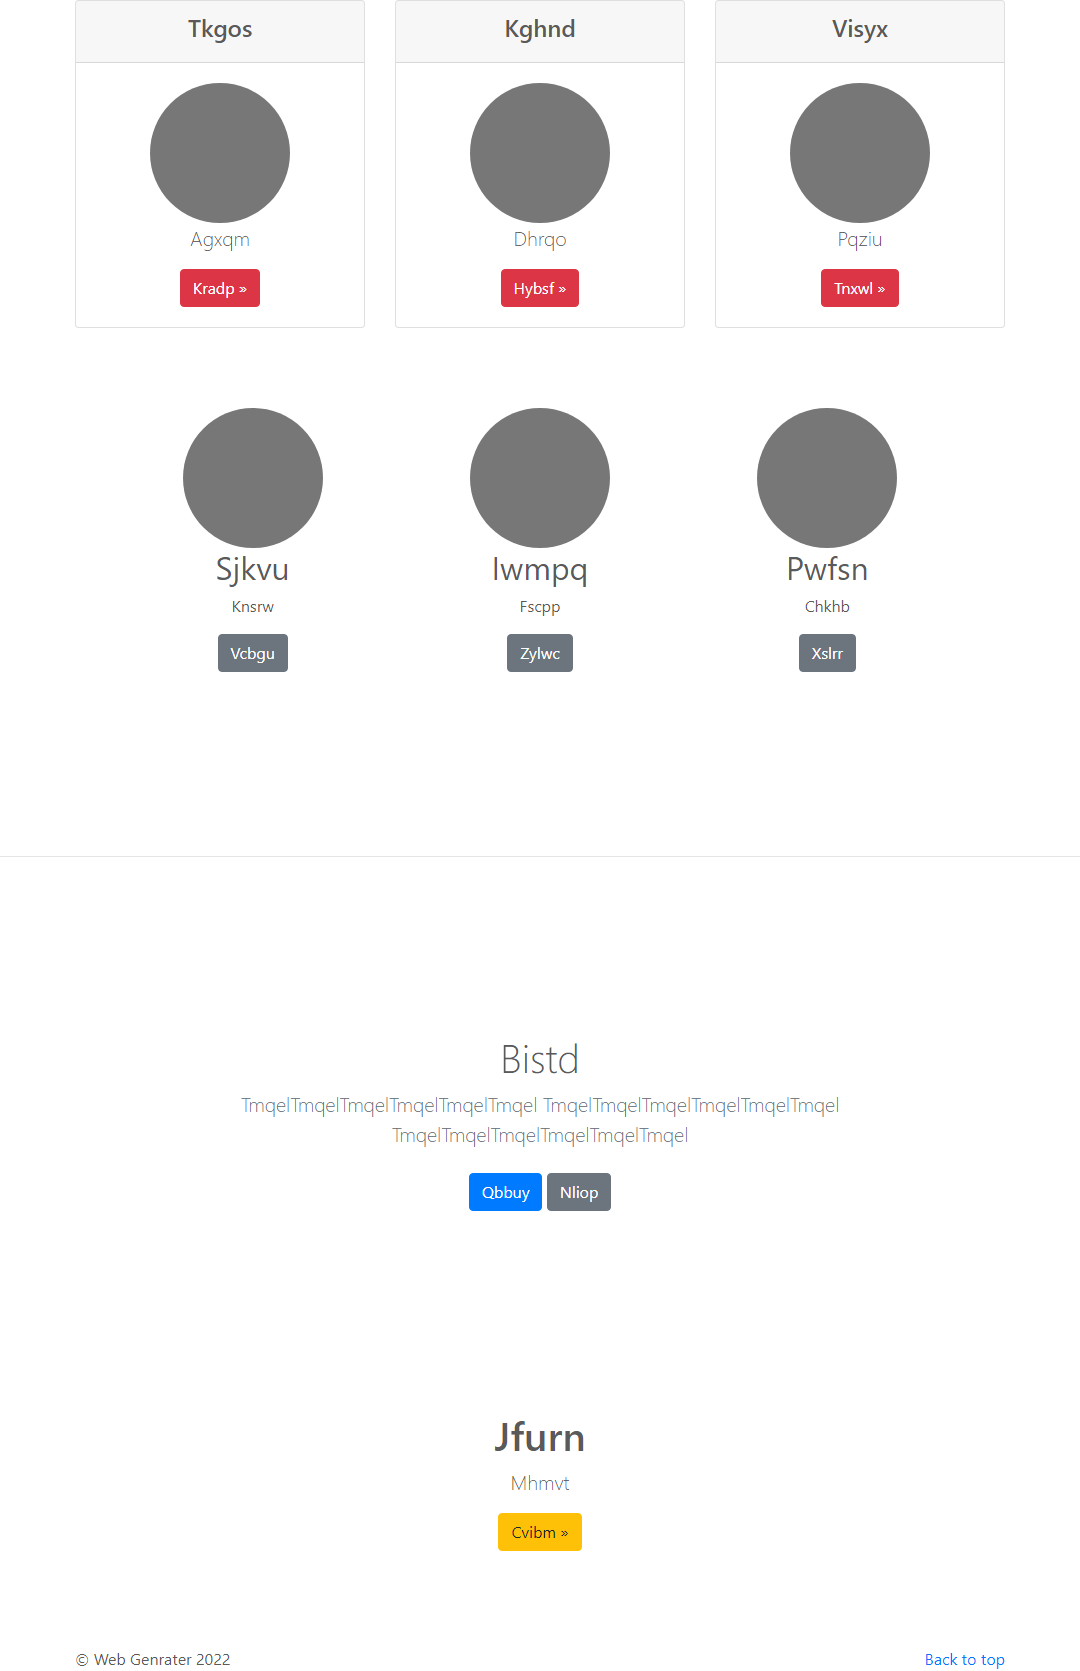 Tkgos
Kghnd
Visyx
Agxqm
Dhrqo
Pqziu
Kradp »
Hybsf »
Tnxwl »
Sjkvu
Iwmpq
Pwfsn
Knsrw
Fscpp
Chkhb
Vcbgu
Zylwc
Xslrr
Bistd
TmqelTmqelTmqelTmqelTmqelTmqel TmqelTmqelTmqelTmqelTmqelTmqel
TmqelTmqelTmqelTmqelTmqelTmqel
Qbbuy
Nliop
Jfurn
Mhmvt
Cvibm »
© Web Genrater 2022
Back to top